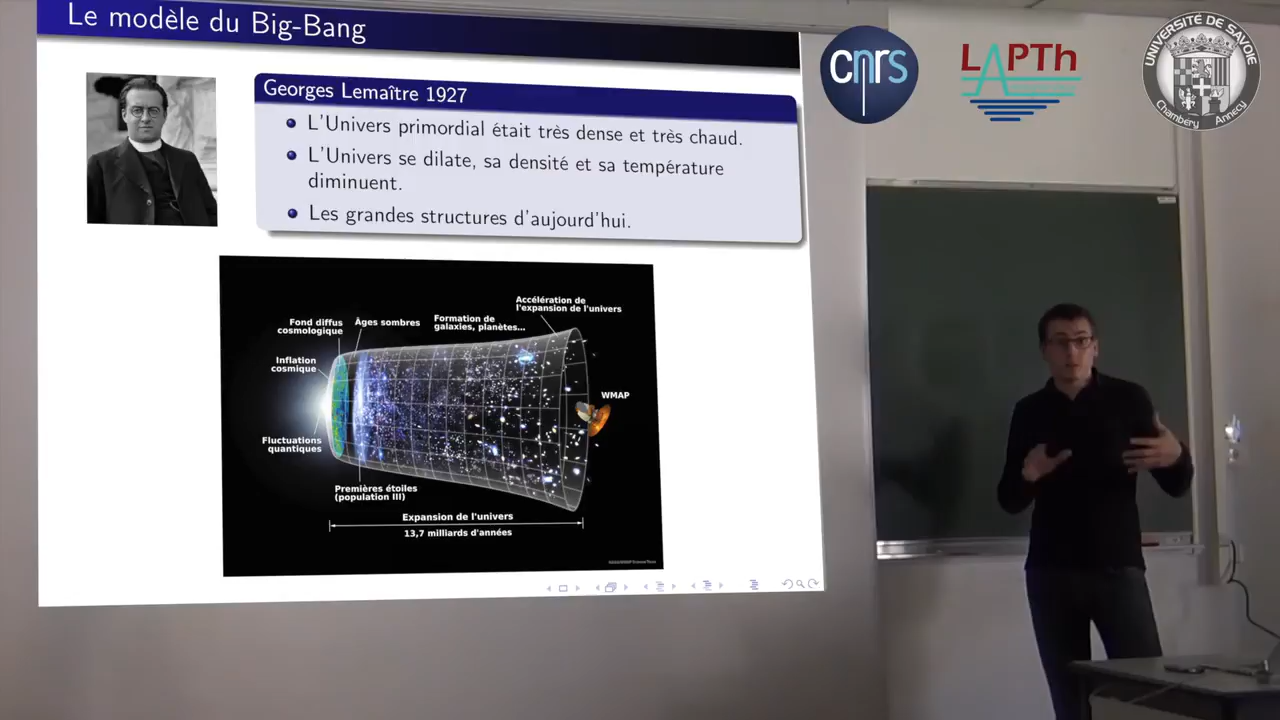 Le modèle du Big-Bang
Georges Lemaître 1927
L'Univers primordial était très dense et très chaud.
L'Univers se dilate, sa densité et sa température
diminuent.
Les grandes structures d'aujourd'hui.
Accélération de
l'expansion de l'univers
Formation de
galaxies, planètes...
Fond diffus
cosmologique
Âges sombres
Inflation
cosmique
WMAP
Fluctuations
quantiques
Premières étoiles
(population III)
Expansion de l'univers
13,7 milliards d'années
cnrs
LAPTh
UNIVERSITÉ DE SAVOIE
Chambéry Annecy